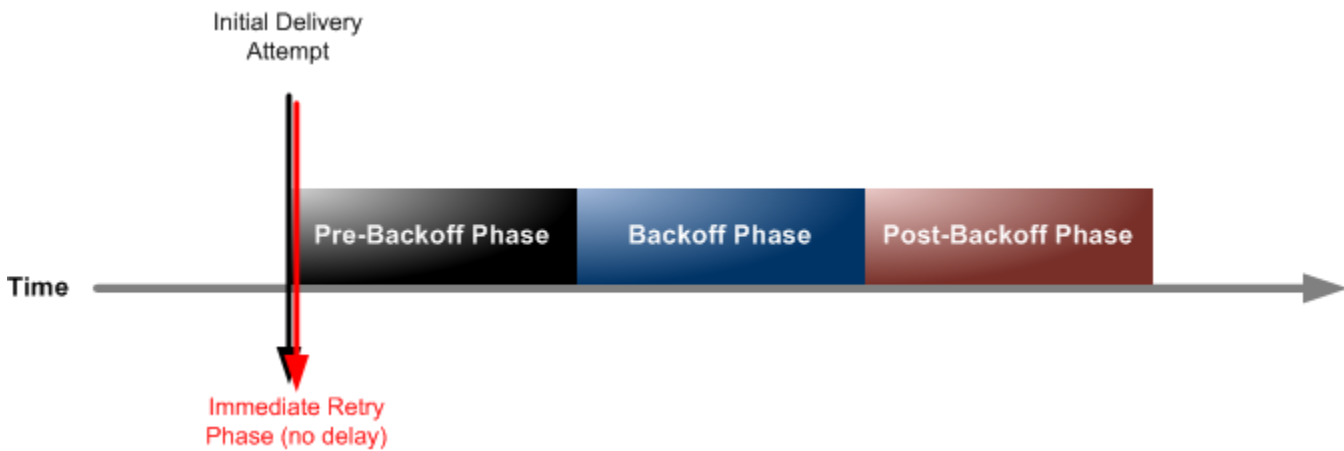 Initial Delivery
Attempt
Pre-Backoff Phase
Backoff Phase
Post-Backoff Phase
Time
Immediate Retry
Phase (no delay)